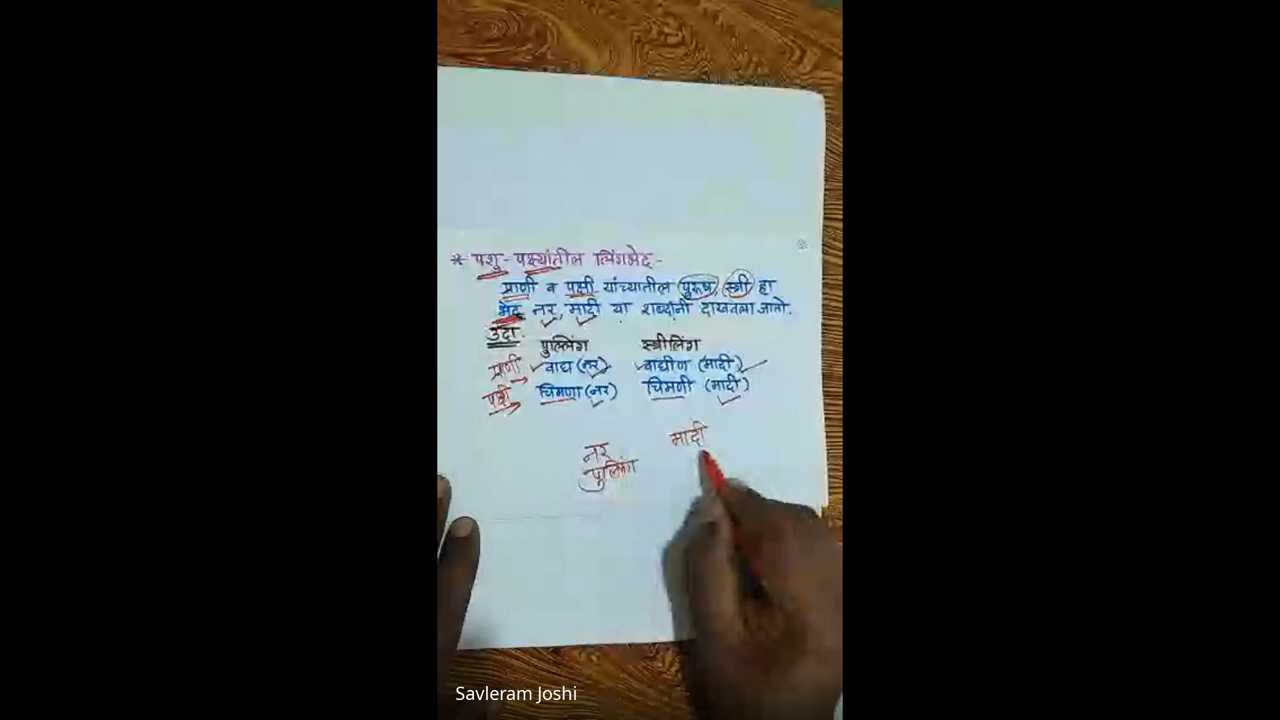 * पशु - पक्ष्यांतील लिंगभेद -
प्राणी व पक्षी यांच्यातील पुरुष, स्त्री हा
भेद नर, मादी या शब्दांनी दाखवला जातो.
उदा.
पुल्लिंग स्त्रीलिंग
प्राणी वाघ (नर) वाघीण (मादी)
पक्षी चिमणा (नर) चिमणी (मादी)
नर मादी
पुल्लिंग
Savleram Joshi